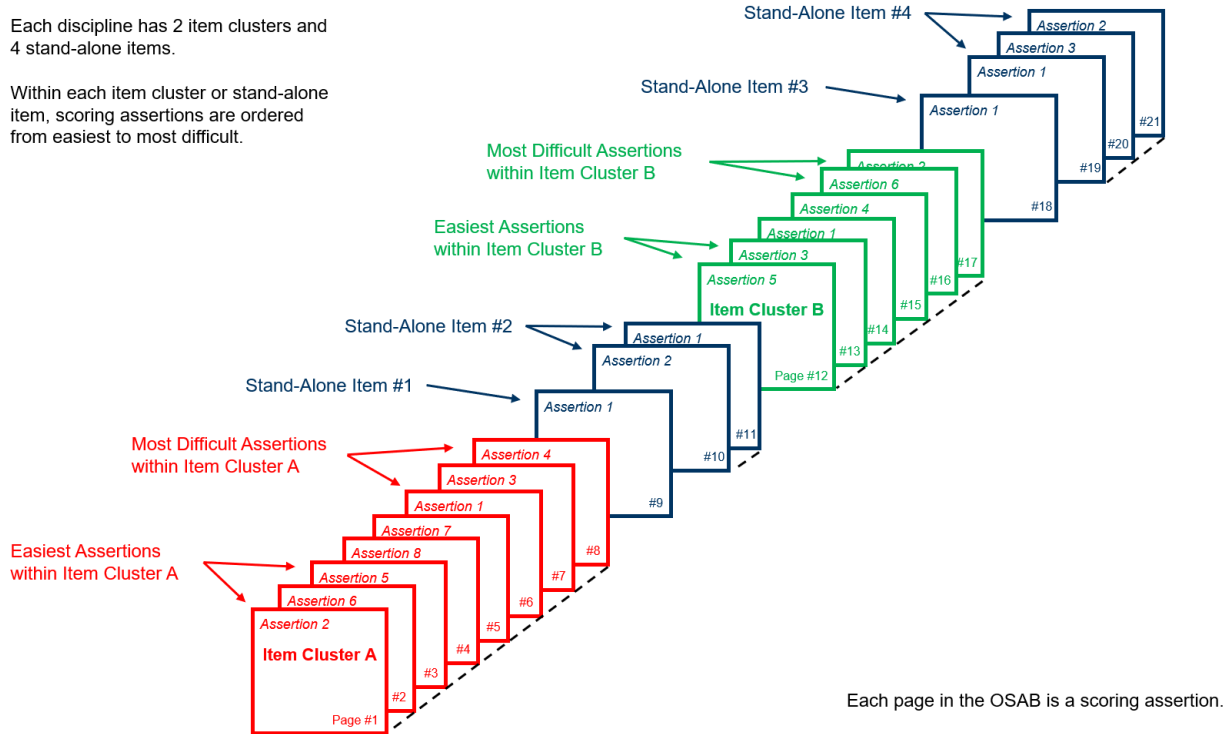 Each discipline has 2 item clusters and
4 stand-alone items.
Within each item cluster or stand-alone
item, scoring assertions are ordered
from easiest to most difficult.
Stand-Alone Item #4
Assertion 2
#21
Assertion 3
#20
Assertion 1
#19
Stand-Alone Item #3
Assertion 1
#18
Most Difficult Assertions
within Item Cluster B
Assertion 2
#17
Assertion 6
#16
Assertion 4
#15
Easiest Assertions
within Item Cluster B
Assertion 1
#14
Assertion 3
#13
Assertion 5
Item Cluster B
Page #12
Stand-Alone Item #2
Assertion 1
#11
Assertion 2
#10
Stand-Alone Item #1
Assertion 1
#9
Most Difficult Assertions
within Item Cluster A
Assertion 4
#8
Assertion 3
#7
Assertion 1
#6
Assertion 7
#5
Easiest Assertions
within Item Cluster A
Assertion 8
#4
Assertion 5
#3
Assertion 6
#2
Assertion 2
Item Cluster A
Page #1
Each page in the OSAB is a scoring assertion.